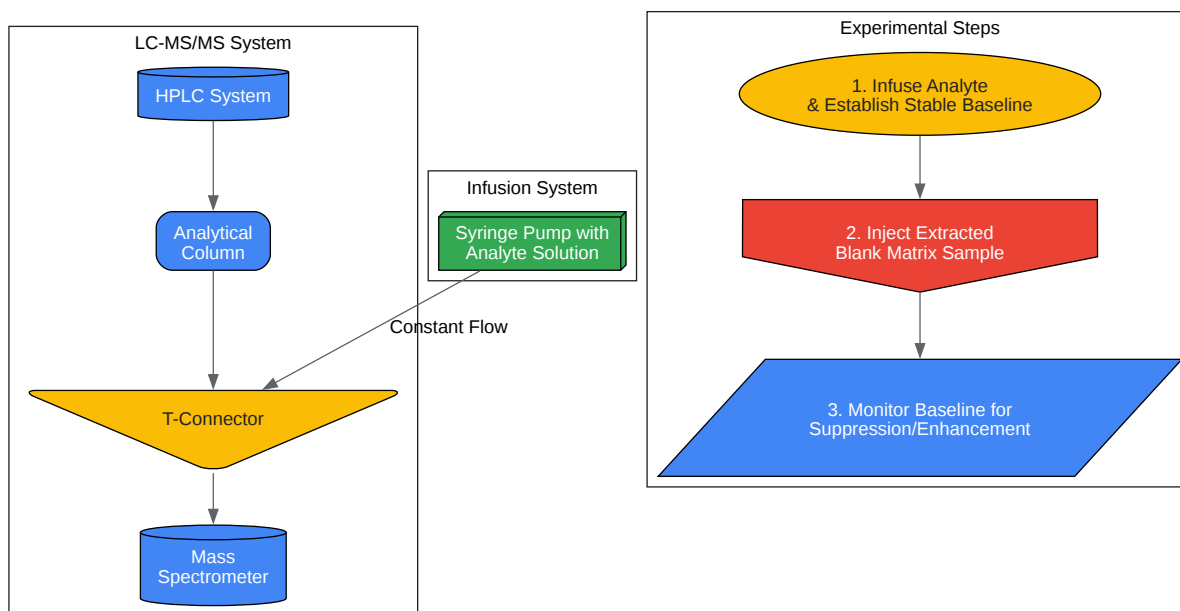 LC-MS/MS System
HPLC System
Analytical
Column
T-Connector
Mass
Spectrometer
Infusion System
Syringe Pump with
Analyte Solution
Constant Flow
Experimental Steps
1. Infuse Analyte
& Establish Stable Baseline
2. Inject Extracted
Blank Matrix Sample
3. Monitor Baseline for
Suppression/Enhancement